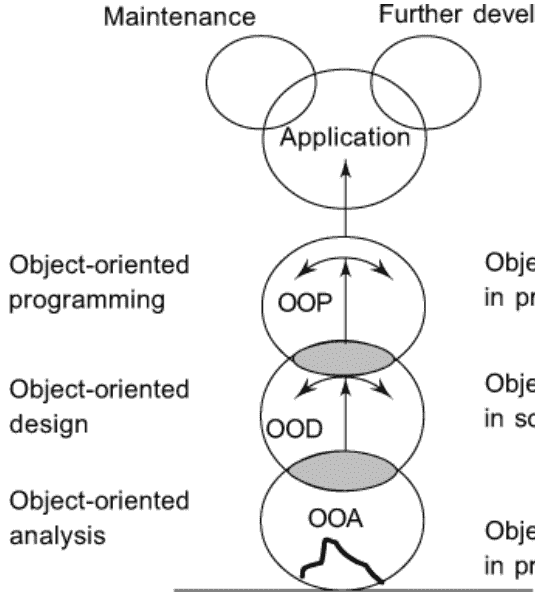 Maintenance
Further devel
Application
Object-oriented
programming
OOP
Obje
in pr
Object-oriented
design
OOD
Obje
in so
Object-oriented
analysis
OOA
Obje
in pr